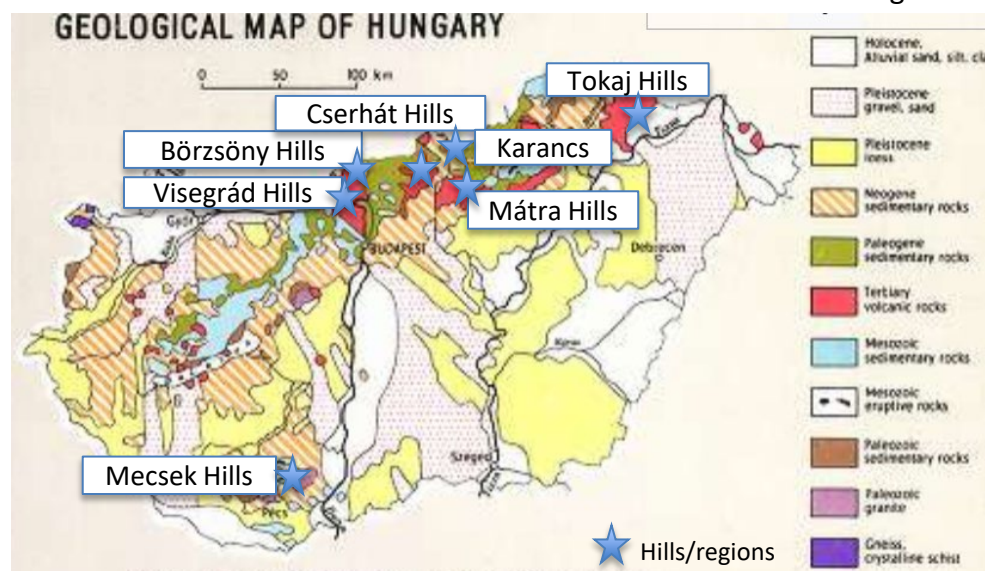 GEOLOGICAL MAP OF HUNGARY
0 50 100 km
Tokaj Hills
Cserhát Hills
Börzsöny Hills
Karancs
Visegrád Hills
Mátra Hills
Győr
BUDAPEST
Debrecen
Szeged
Mecsek Hills
Pécs
Hills/regions
Holocene,
Alluvial sand, silt, cla
Pleistocene
gravel, sand
Pleistocene
loess
Neogene
sedimentary rocks
Paleogene
sedimentary rocks
Tertiary
volcanic rocks
Mesozoic
sedimentary rocks
Mesozoic
eruptive rocks
Paleozoic
sedimentary rocks
Paleozoic
granite
Gneiss,
crystalline schist